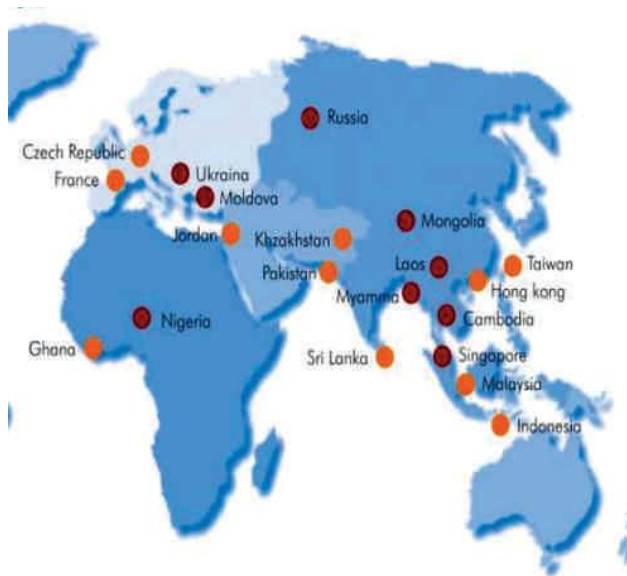 Russia
Czech Republic
Ukraina
France
Moldova
Mongolia
Jordan
Khzakhstan
Laos
Taiwan
Pakistan
Hong kong
Myamma
Cambodia
Nigeria
Ghana
Sri Lanka
Singapore
Malaysia
Indonesia